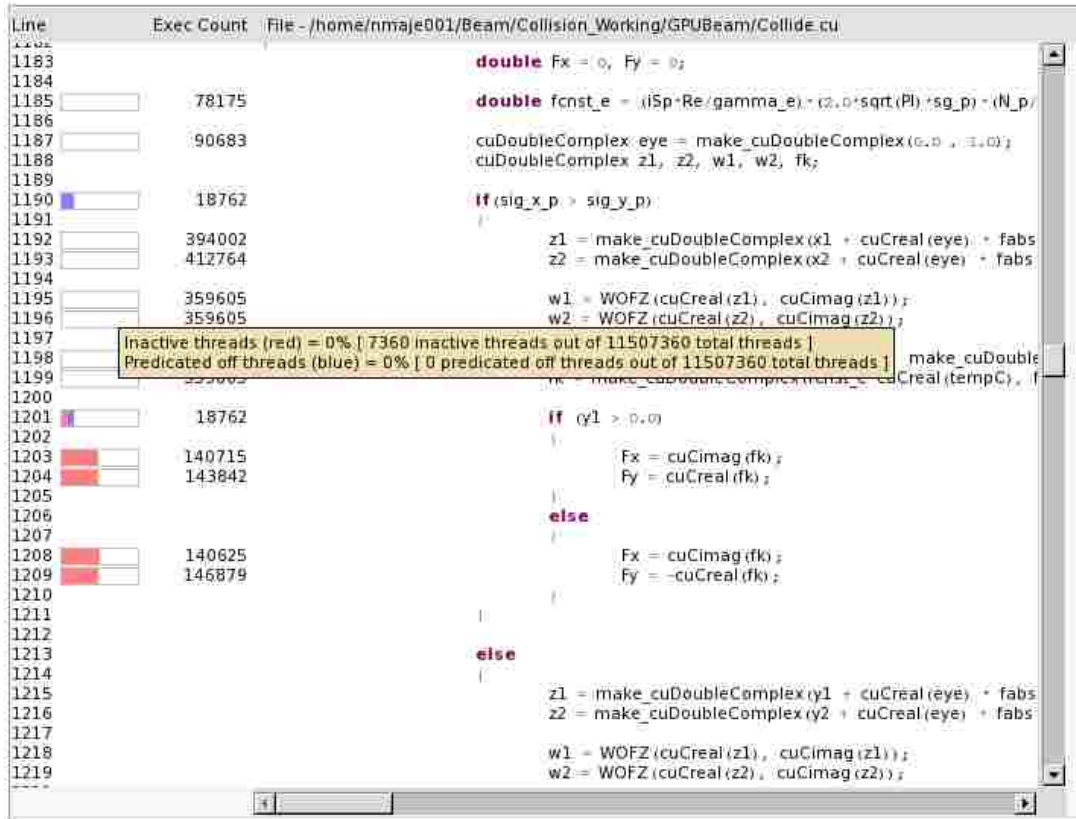 Line Exec Count File - /home/nmaje001/Beam/Collision_Working/GPUBeam/Collide.cu
1182
1183 double Fx = 0, Fy = 0;
1184
1185 78175 double fcnst_e = (iSp*Re/gamma_e)*(2.0*sqrt(PI)*sg_p)*(N_p/
1186
1187 90683 cuDoubleComplex eye = make_cuDoubleComplex(0.0 , 1.0);
1188 cuDoubleComplex z1, z2, w1, w2, fk;
1189
1190 18762 if(sig_x_p > sig_y_p)
1191 {
1192 394002 z1 = make_cuDoubleComplex(x1 + cuCreal(eye) * fabs
1193 412764 z2 = make_cuDoubleComplex(x2 + cuCreal(eye) * fabs
1194
1195 359605 w1 = WOFZ(cuCreal(z1), cuCimag(z1));
1196 359605 w2 = WOFZ(cuCreal(z2), cuCimag(z2));
1197
Inactive threads (red) = 0% [ 7360 inactive threads out of 11507360 total threads ]
Predicated off threads (blue) = 0% [ 0 predicated off threads out of 11507360 total threads ]
1198 make_cuDouble
1199 cuCreal(tempC), f
1200
1201 18762 if (y1 > 0.0)
1202 {
1203 140715 Fx = cuCimag(fk);
1204 143842 Fy = cuCreal(fk);
1205 }
1206 else
1207 {
1208 140625 Fx = cuCimag(fk);
1209 146879 Fy = -cuCreal(fk);
1210 }
1211 }
1212
1213 else
1214 {
1215 z1 = make_cuDoubleComplex(y1 + cuCreal(eye) * fabs
1216 z2 = make_cuDoubleComplex(y2 + cuCreal(eye) * fabs
1217
1218 w1 = WOFZ(cuCreal(z1), cuCimag(z1));
1219 w2 = WOFZ(cuCreal(z2), cuCimag(z2));